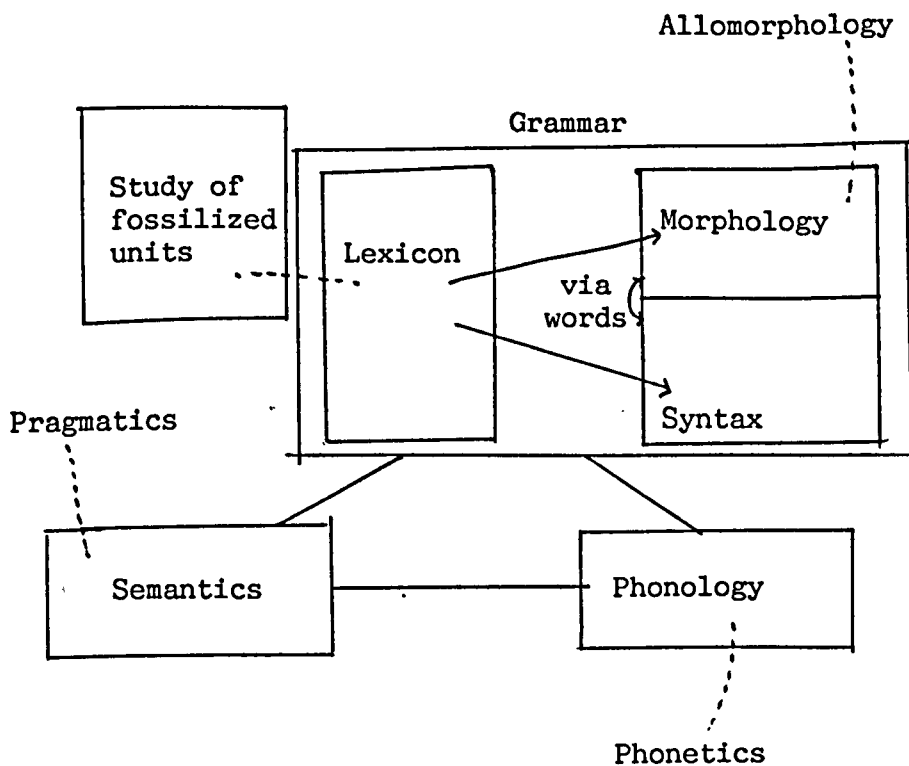 Allomorphology
Grammar
Study of
fossilized
units
Lexicon
Morphology
via
words
Syntax
Pragmatics
Semantics
Phonology
Phonetics